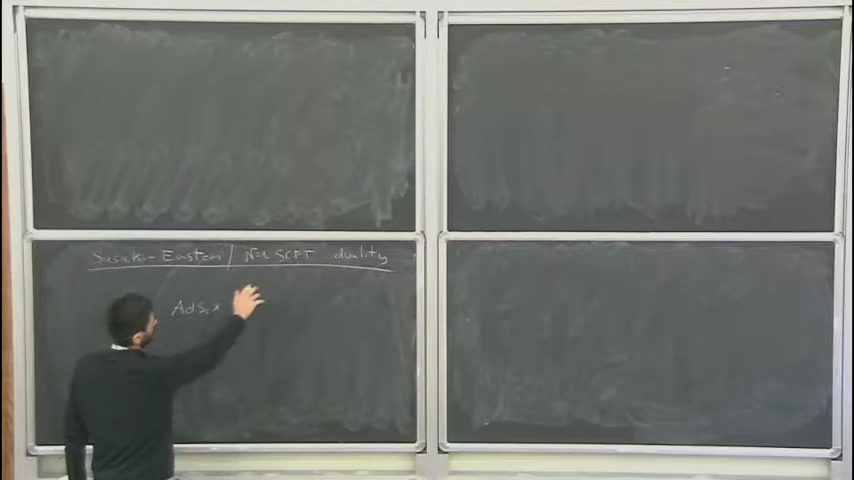 Sasaki-Einstein / N=1 SCFT duality
AdS₅ ×